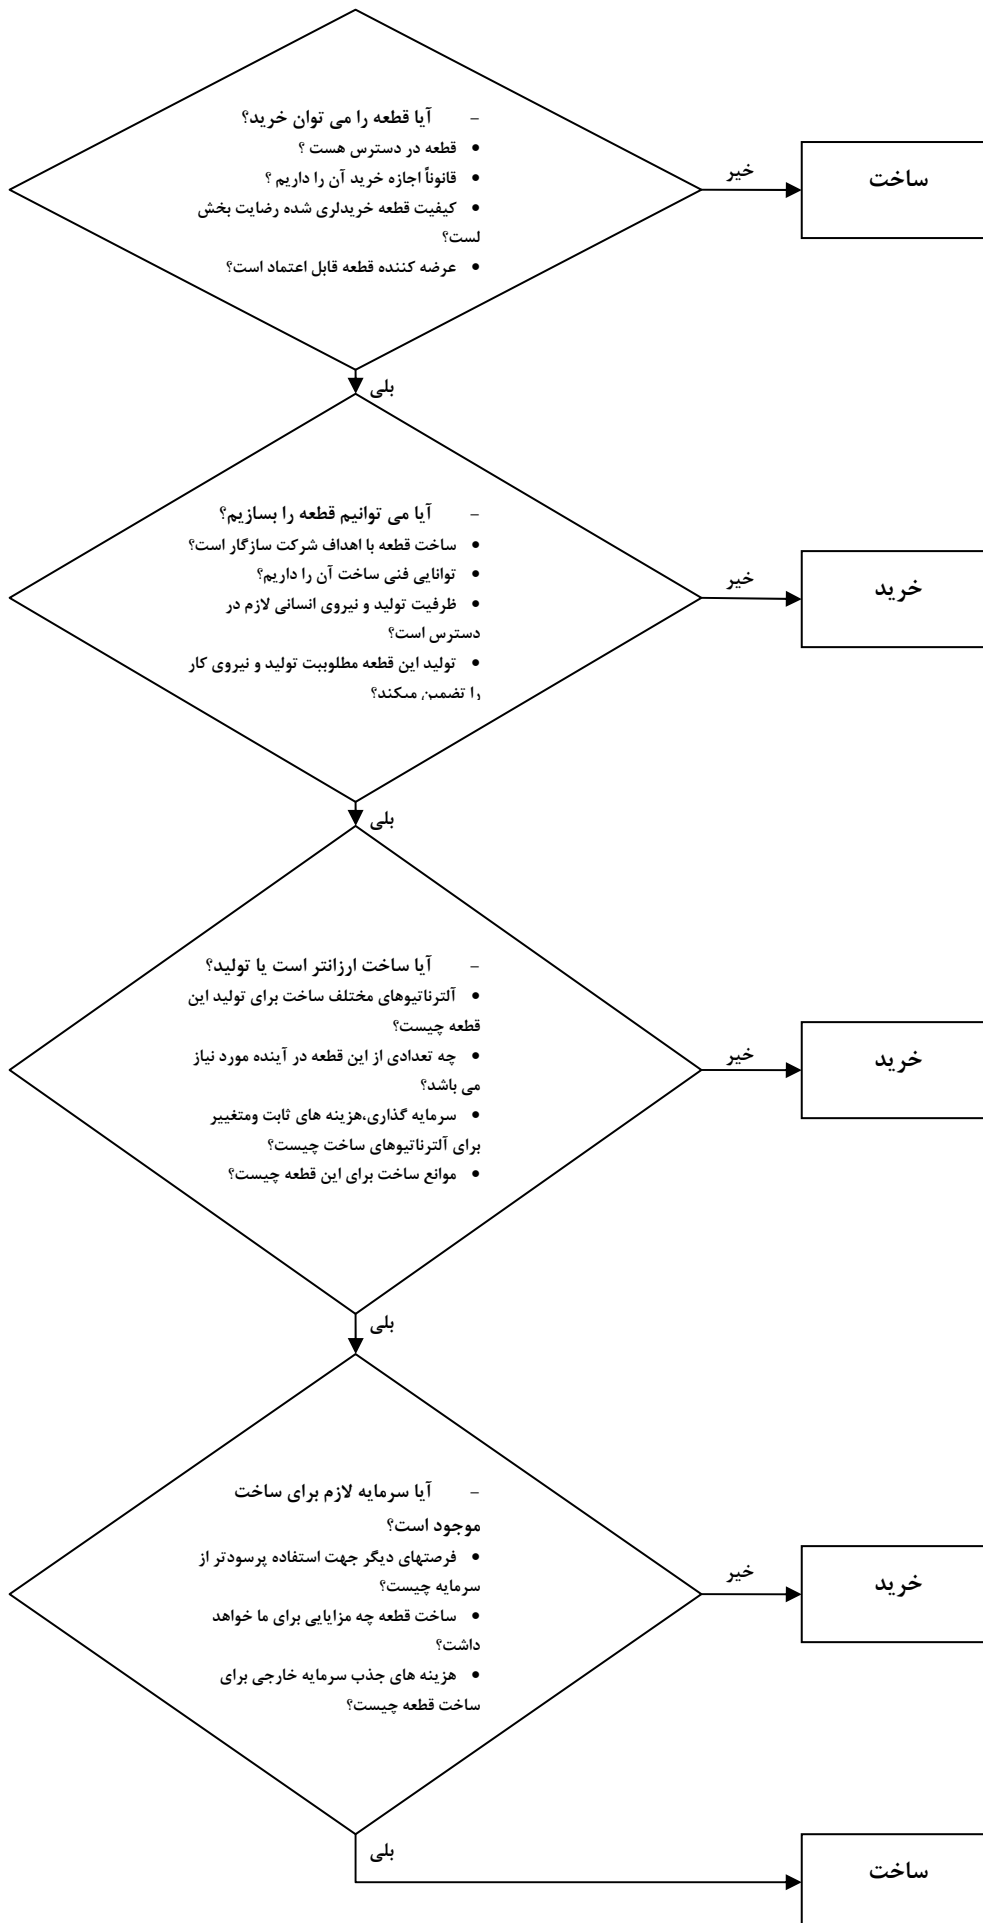 – آیا قطعه را می توان خرید؟
• قطعه در دسترس هست ؟
• قانوناً اجازه خرید آن را داریم ؟
• کیفیت قطعه خریدلری شده رضایت بخش
لست؟
• عرضه کننده قطعه قابل اعتماد است؟
خیر
ساخت
بلی
– آیا می توانیم قطعه را بسازیم؟
• ساخت قطعه با اهداف شرکت سازگار است؟
• توانایی فنی ساخت آن را داریم؟
• ظرفیت تولید و نیروی انسانی لازم در
دسترس است؟
• تولید این قطعه مطلوبیت تولید و نیروی کار
را تضمین میکند؟
خیر
خرید
بلی
– آیا ساخت ارزانتر است یا تولید؟
• آلترناتیوهای مختلف ساخت برای تولید این
قطعه چیست؟
• چه تعدادی از این قطعه در آینده مورد نیاز
می باشد؟
• سرمایه گذاری،هزینه های ثابت ومتغییر
برای آلترناتیوهای ساخت چیست؟
• موانع ساخت برای این قطعه چیست؟
خیر
خرید
بلی
– آیا سرمایه لازم برای ساخت
موجود است؟
• فرصتهای دیگر جهت استفاده پرسودتر از
سرمایه چیست؟
• ساخت قطعه چه مزایایی برای ما خواهد
داشت؟
• هزینه های جذب سرمایه خارجی برای
ساخت قطعه چیست؟
خیر
خرید
بلی
ساخت